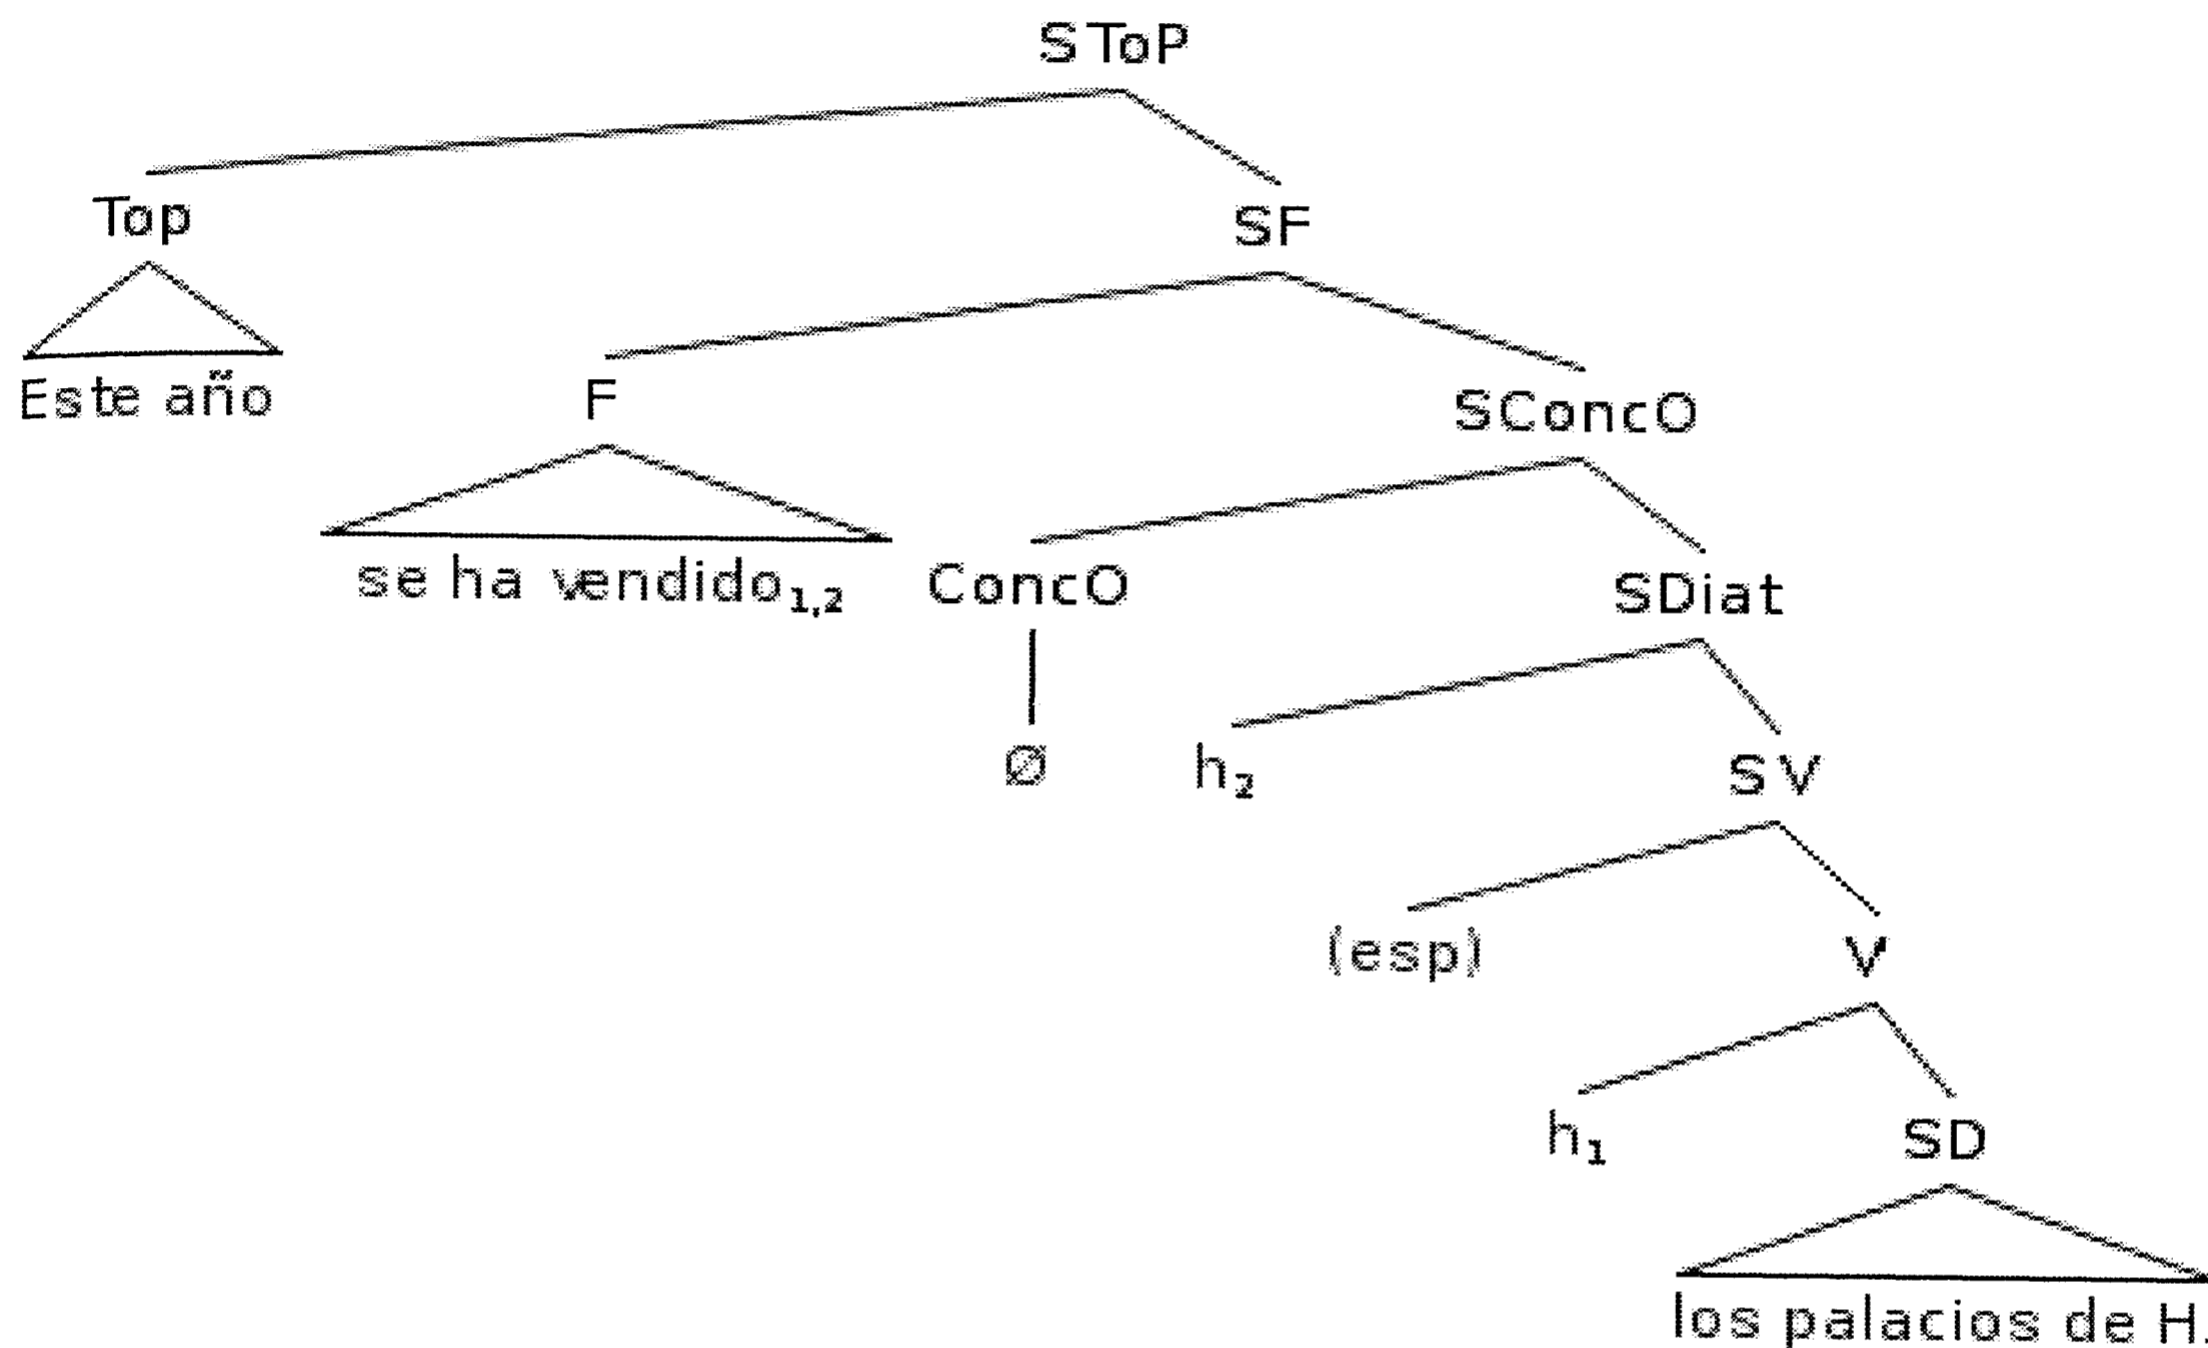 SToP
Top
SF
Este año
F
SConcO
se ha vendido1,2
ConcO
SDiat
Ø
h2
SV
(esp)
V
h1
SD
los palacios de H.